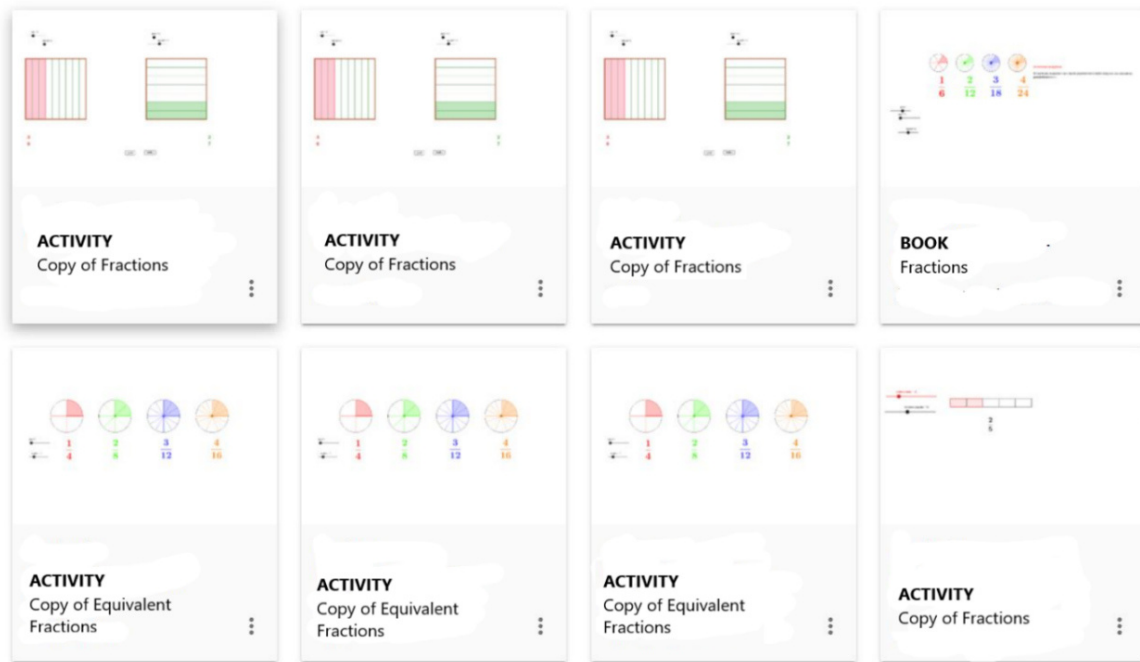 ACTIVITY
Copy of Fractions
ACTIVITY
Copy of Fractions
ACTIVITY
Copy of Fractions
1 2 3 4
6 12 18 24
BOOK
Fractions
1 2 3 4
4 8 12 16
ACTIVITY
Copy of Equivalent
Fractions
1 2 3 4
4 8 12 16
ACTIVITY
Copy of Equivalent
Fractions
1 2 3 4
4 8 12 16
ACTIVITY
Copy of Equivalent
Fractions
2
5
ACTIVITY
Copy of Fractions